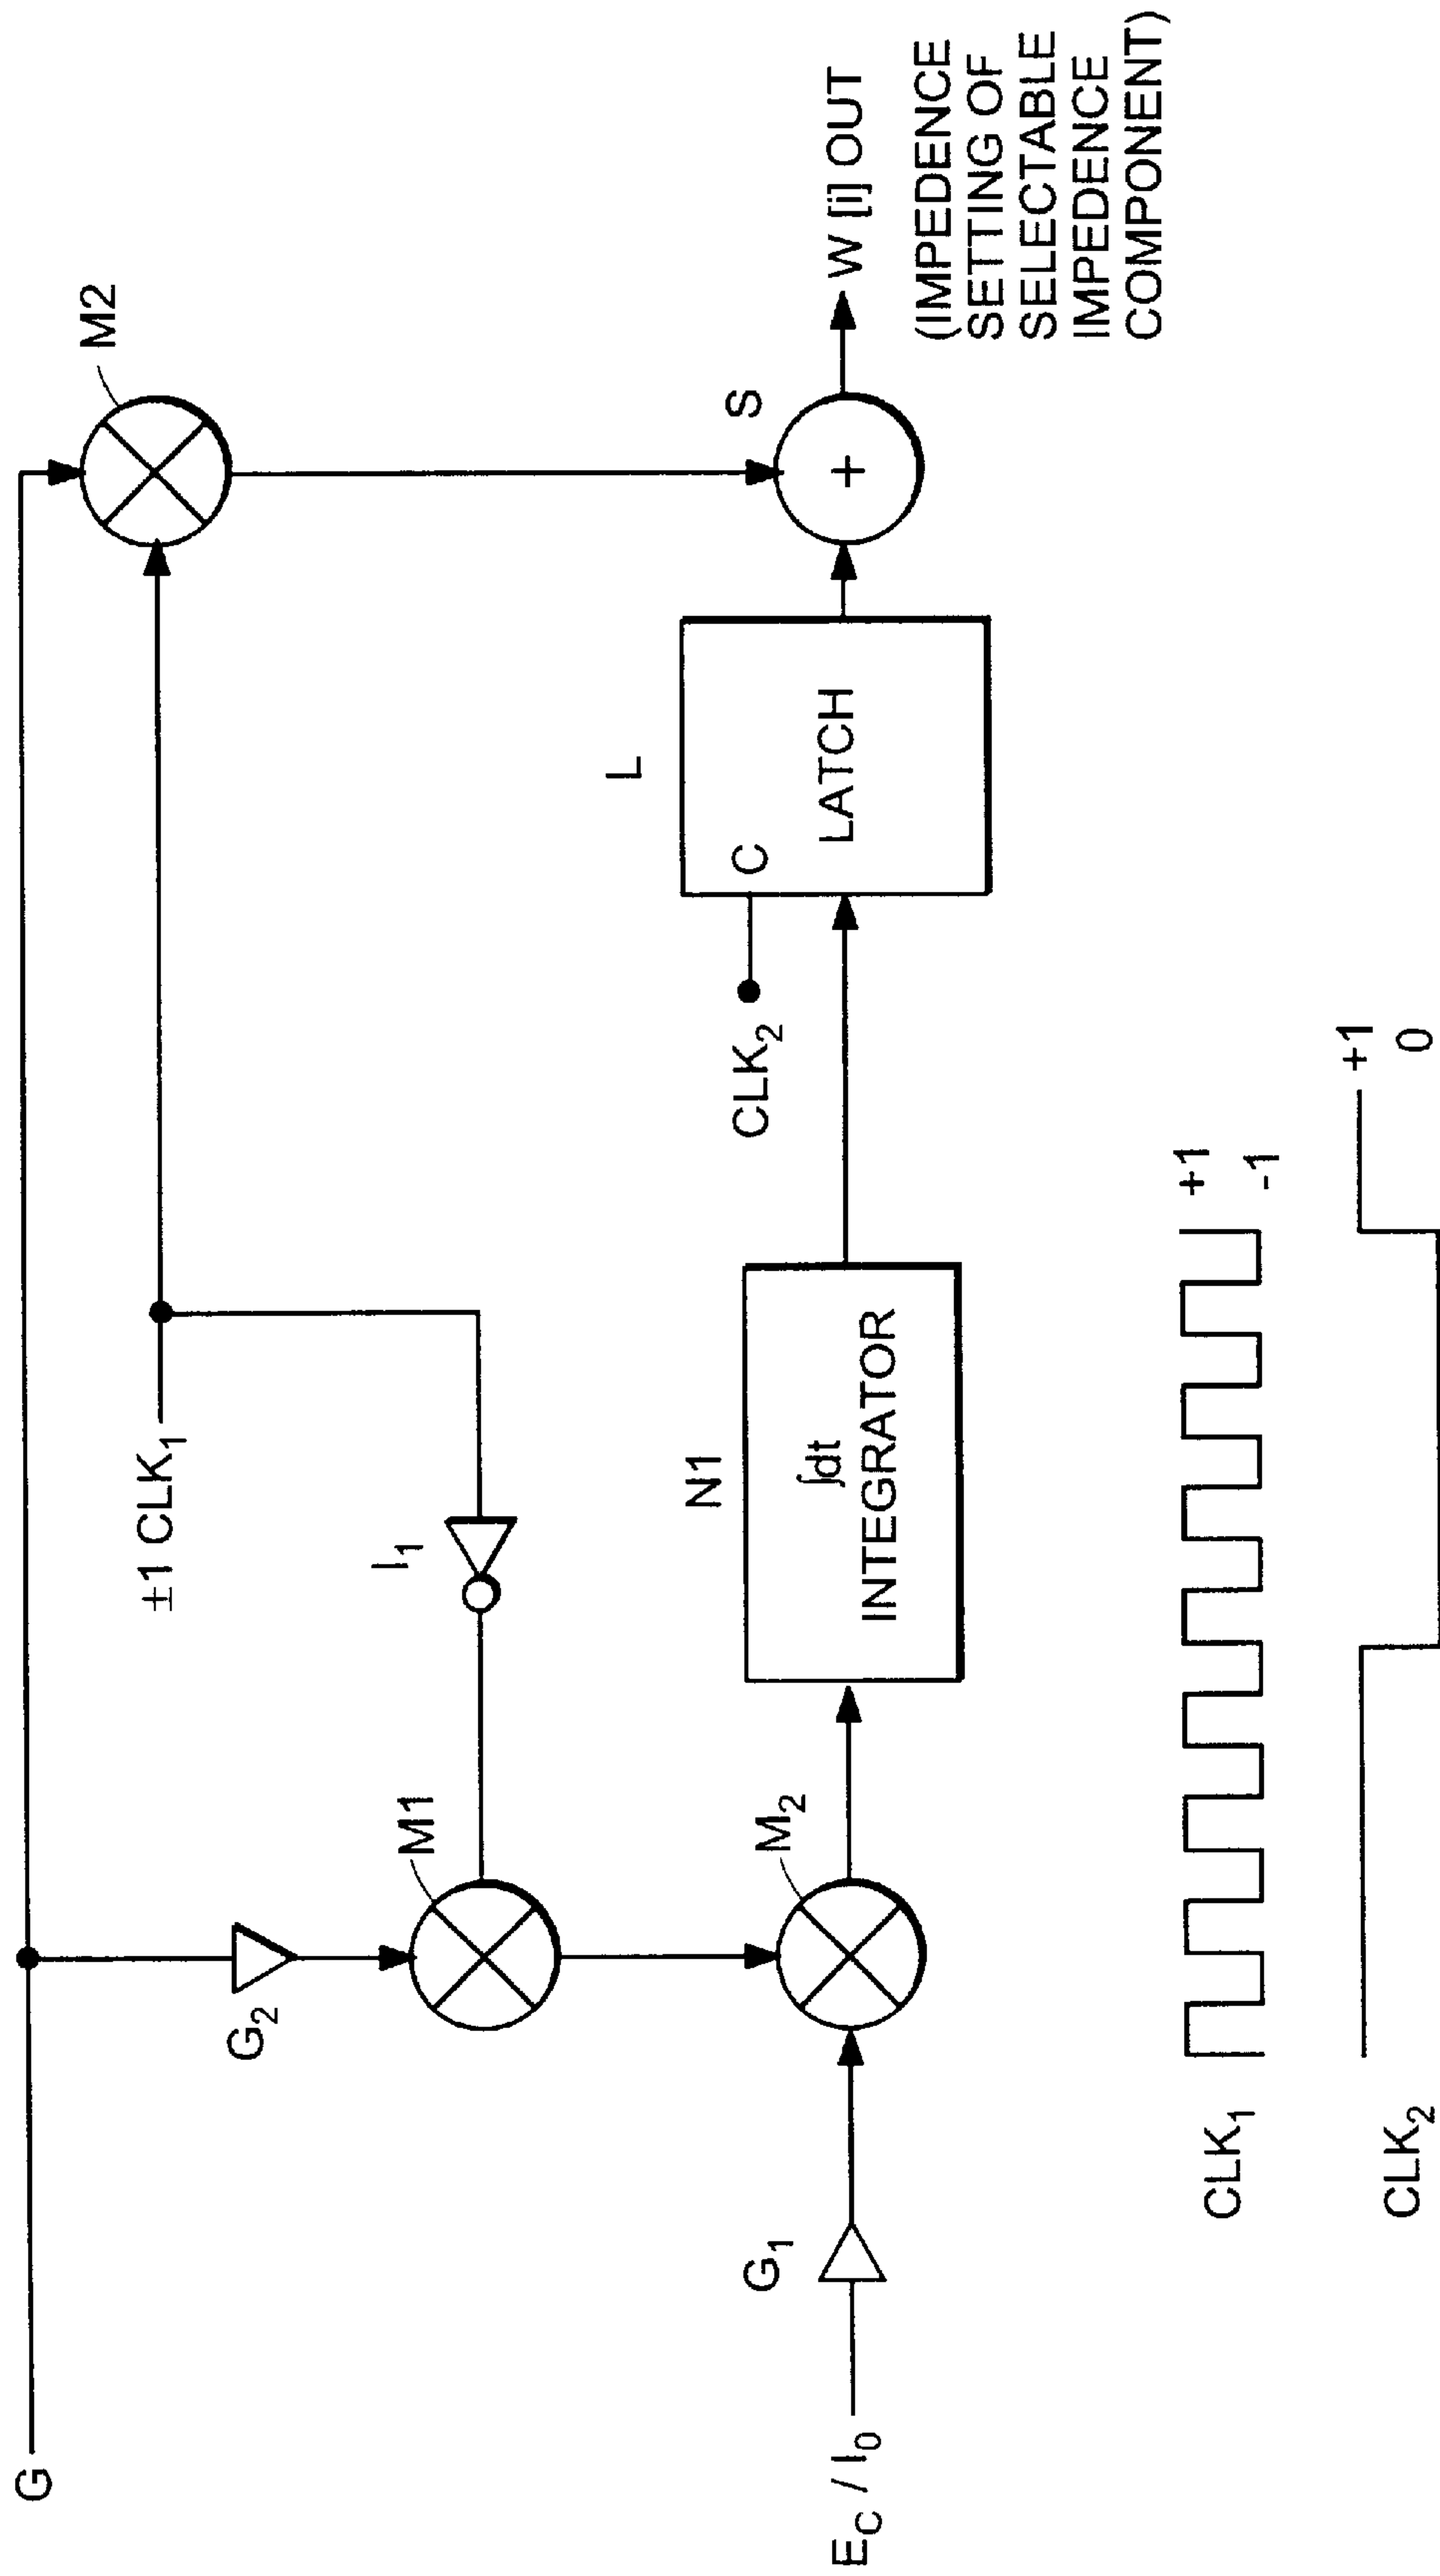 G
M2
±1 CLK₁
G₂
I₁
M1
S
W [i] OUT
(IMPEDENCE
SETTING OF
SELECTABLE
IMPEDENCE
COMPONENT)
L
C
LATCH
CLK₂
N1
∫dt
INTEGRATOR
M₂
G₁
E_C / I₀
CLK₁
+1
-1
CLK₂
+1
0